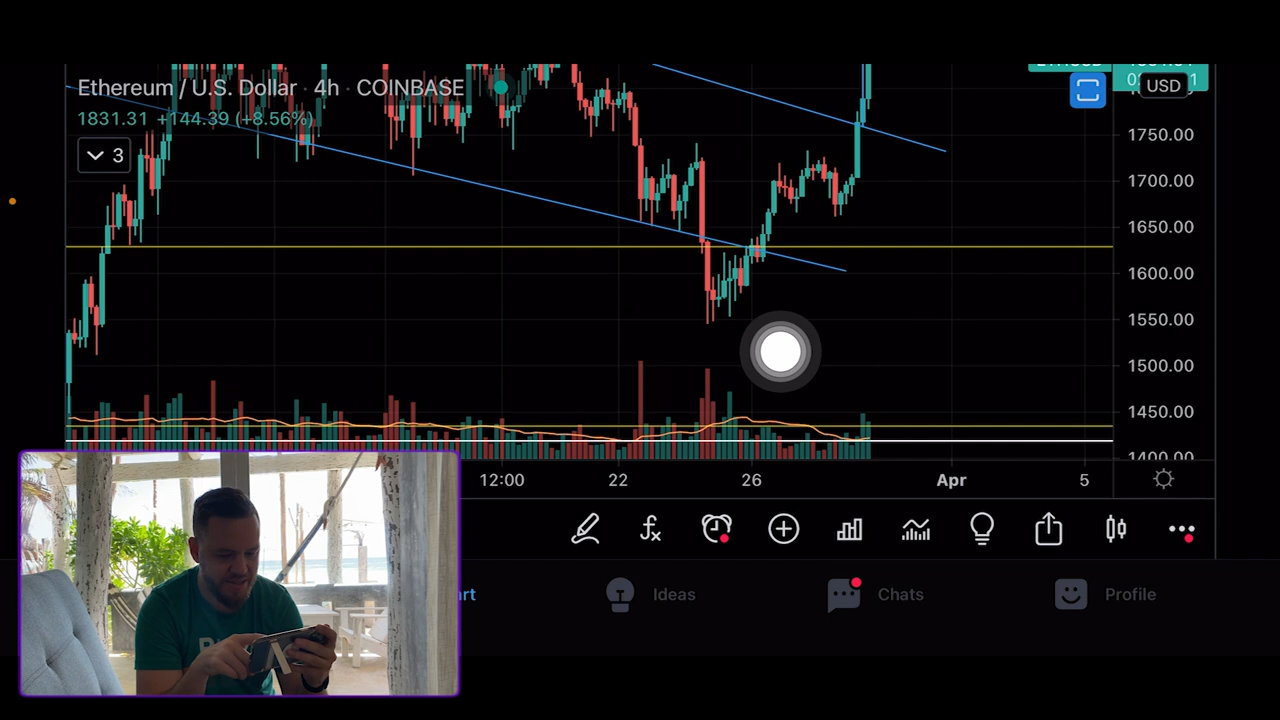 Ethereum / U.S. Dollar · 4h · COINBASE
1831.31 +144.39 (+8.56%)
3
USD
1750.00
1700.00
1650.00
1600.00
1550.00
1500.00
1450.00
1400.00
12:00 22 26 Apr 5
Ideas Chats Profile